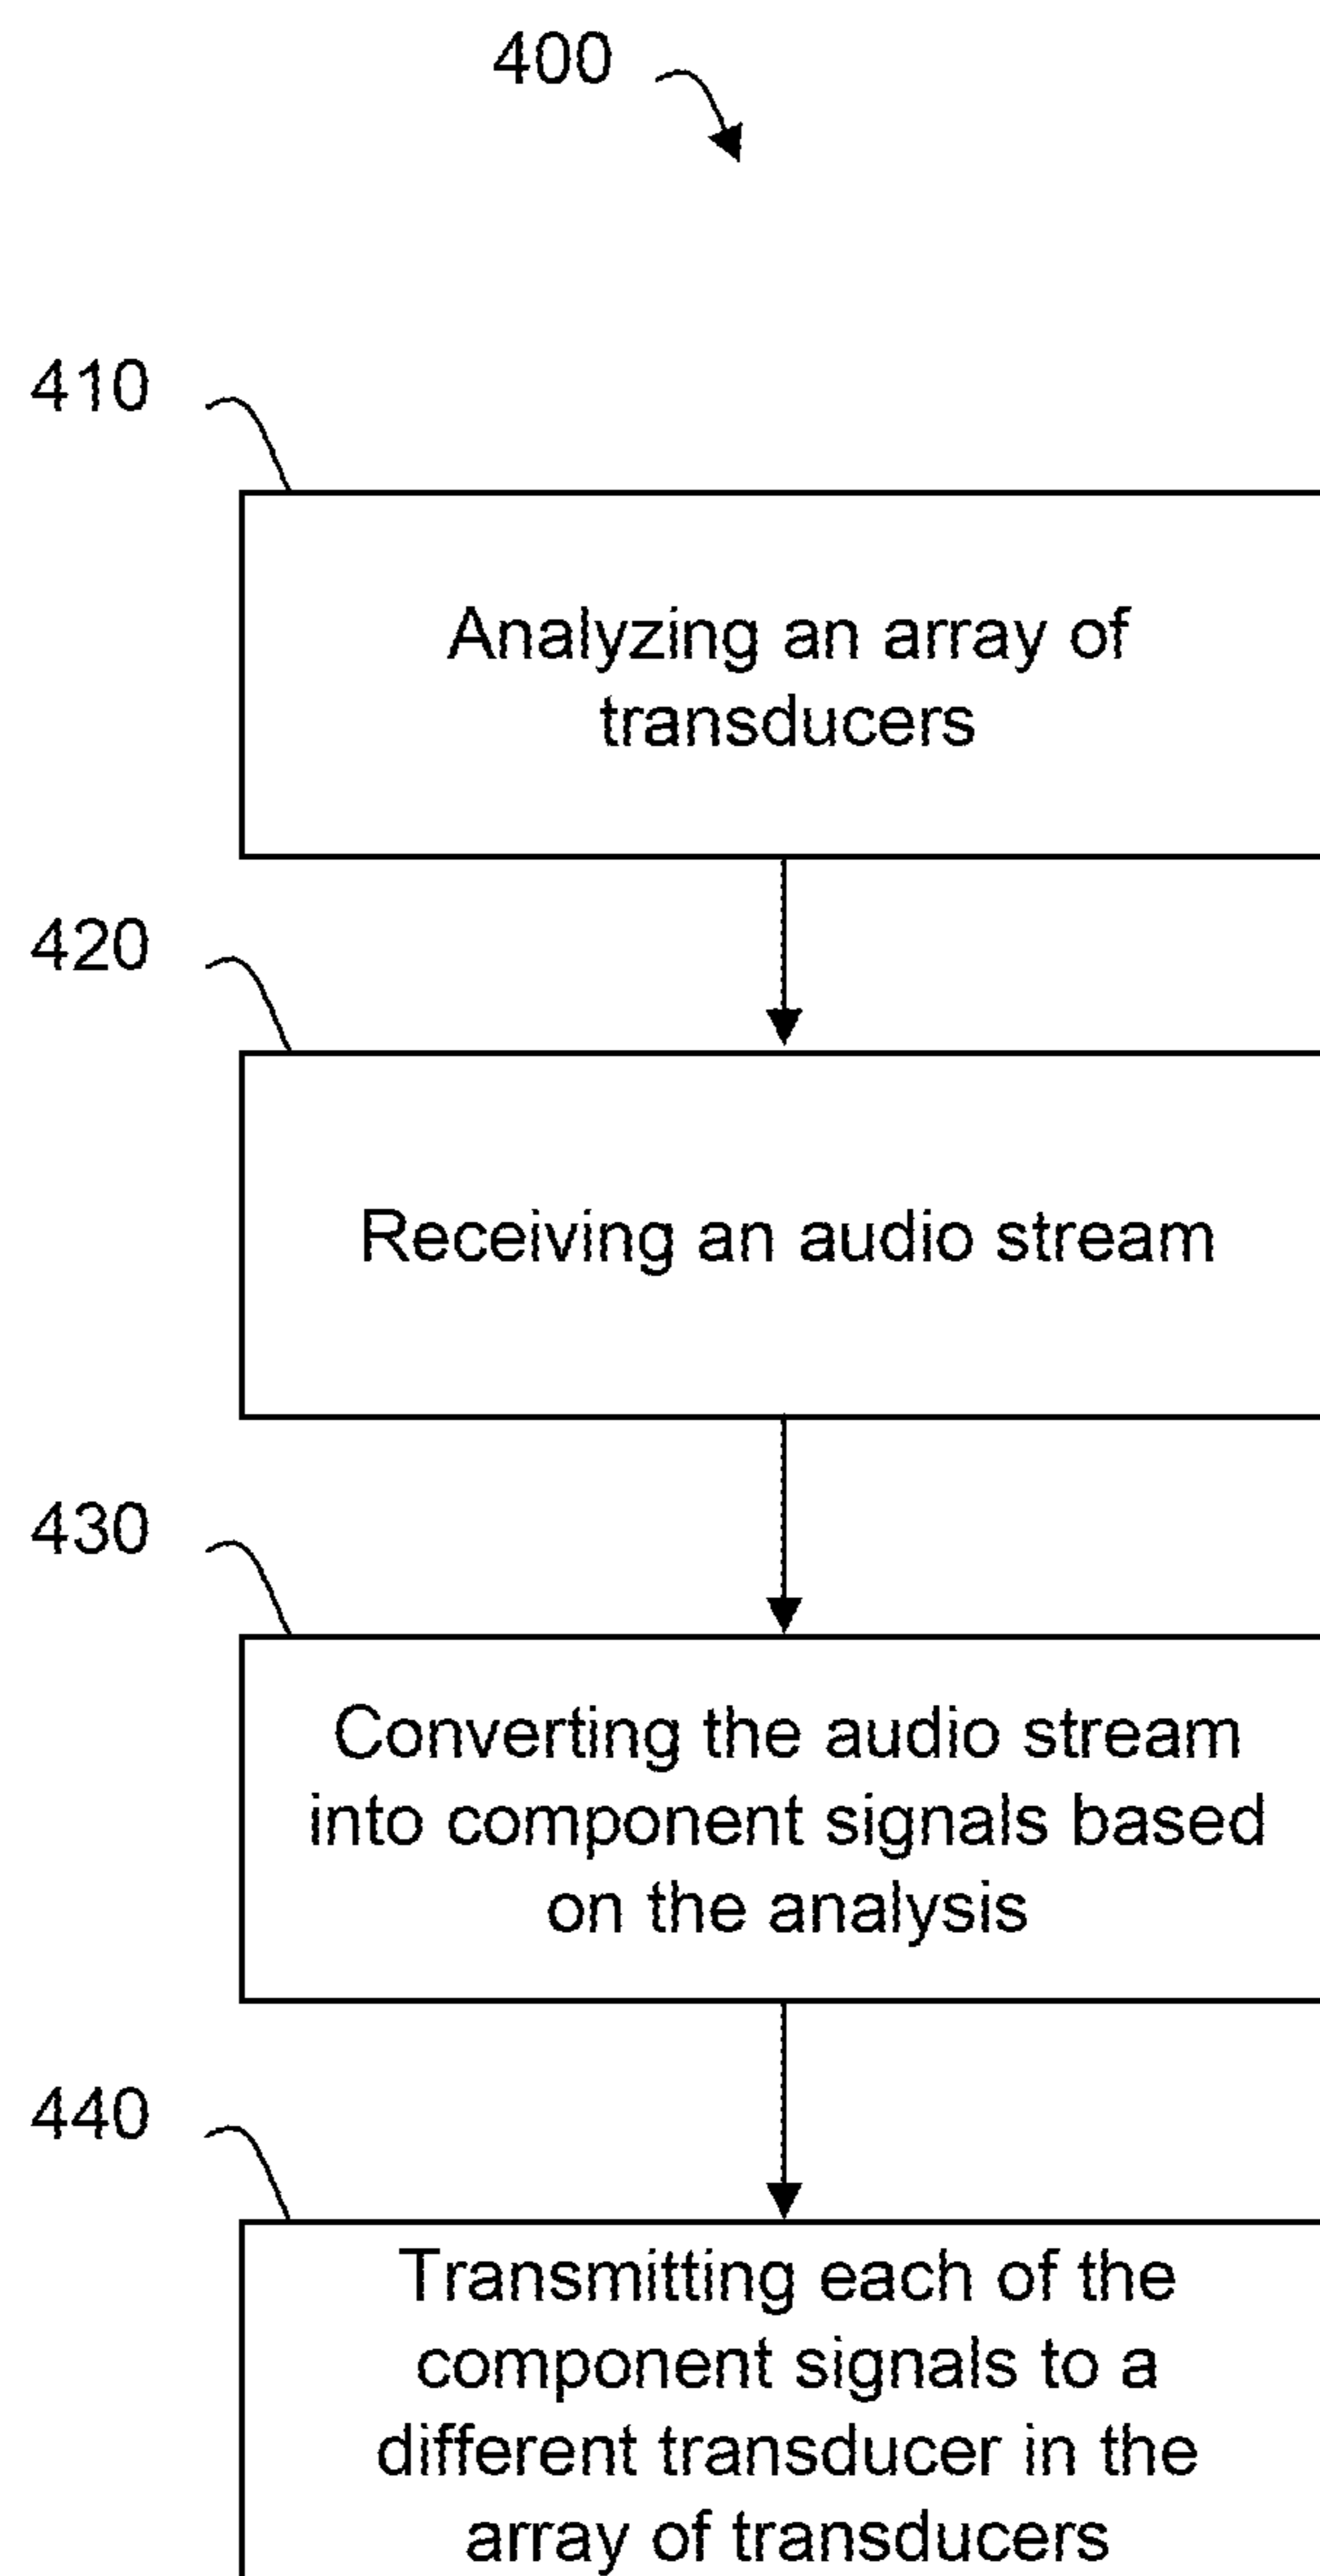 400
410
Analyzing an array of
transducers
420
Receiving an audio stream
430
Converting the audio stream
into component signals based
on the analysis
440
Transmitting each of the
component signals to a
different transducer in the
array of transducers